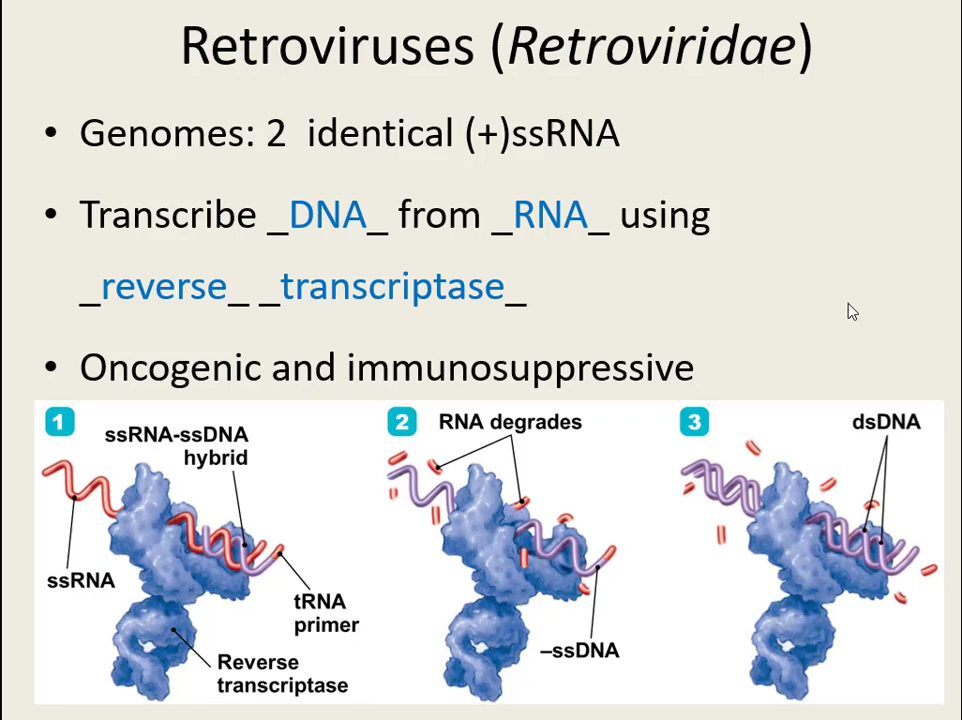 Retroviruses (Retroviridae)
• Genomes: 2 identical (+)ssRNA
• Transcribe _DNA_ from _RNA_ using
_reverse_ _transcriptase_
• Oncogenic and immunosuppressive
1
ssRNA-ssDNA
hybrid
ssRNA
tRNA
primer
Reverse
transcriptase
2
RNA degrades
–ssDNA
3
dsDNA